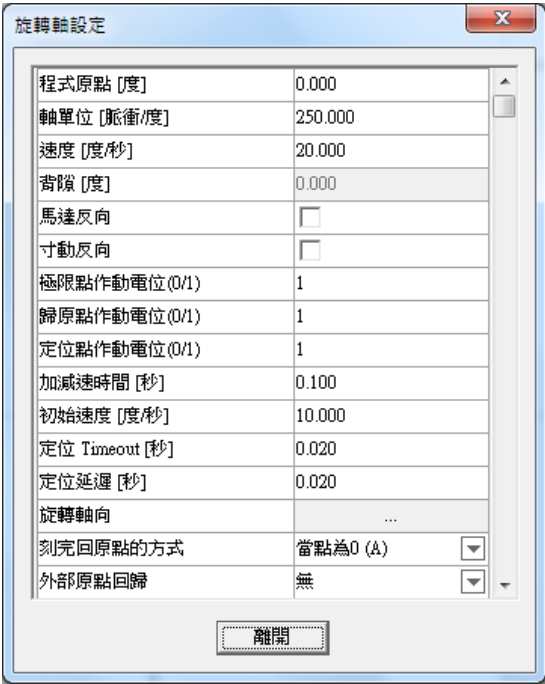 旋轉軸設定
程式原點 [度] 0.000
軸單位 [脈衝/度] 250.000
速度 [度/秒] 20.000
背隙 [度] 0.000
馬達反向
寸動反向
極限點作動電位(0/1) 1
歸原點作動電位(0/1) 1
定位點作動電位(0/1) 1
加減速時間 [秒] 0.100
初始速度 [度/秒] 10.000
定位 Timeout [秒] 0.020
定位延遲 [秒] 0.020
旋轉軸向 ...
刻完回原點的方式 當點為0 (A)
外部原點回歸 無
離開